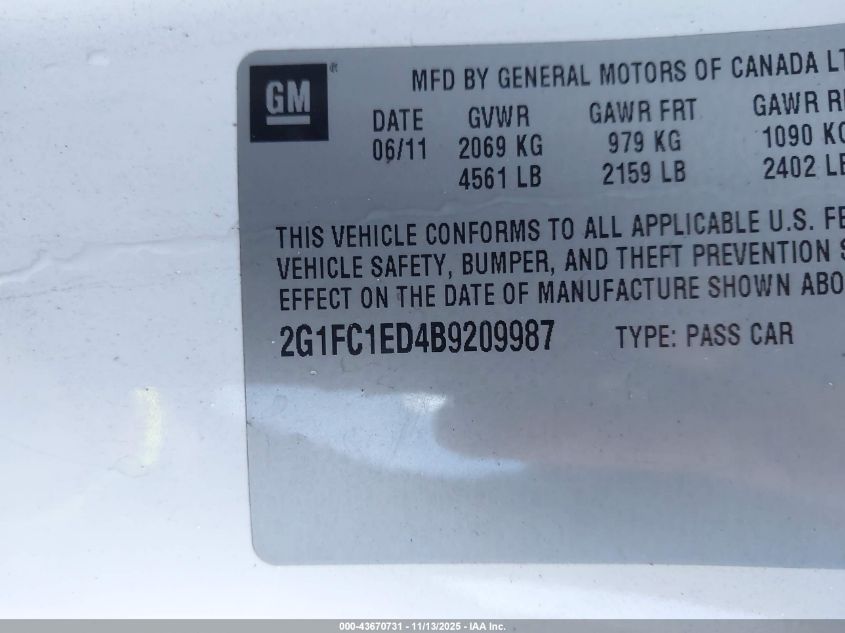 GM
MFD BY GENERAL MOTORS OF CANADA
DATE GVWR GAWR FRT GAWR
06/11 2069 KG 979 KG 1090
4561 LB 2159 LB 2402
THIS VEHICLE CONFORMS TO ALL APPLICABLE U.S.
VEHICLE SAFETY, BUMPER, AND THEFT PREVENTION
EFFECT ON THE DATE OF MANUFACTURE SHOWN
2G1FC1ED4B9209987 TYPE: PASS CAR
000-43670731 - 11/13/2025 - IAA Inc.